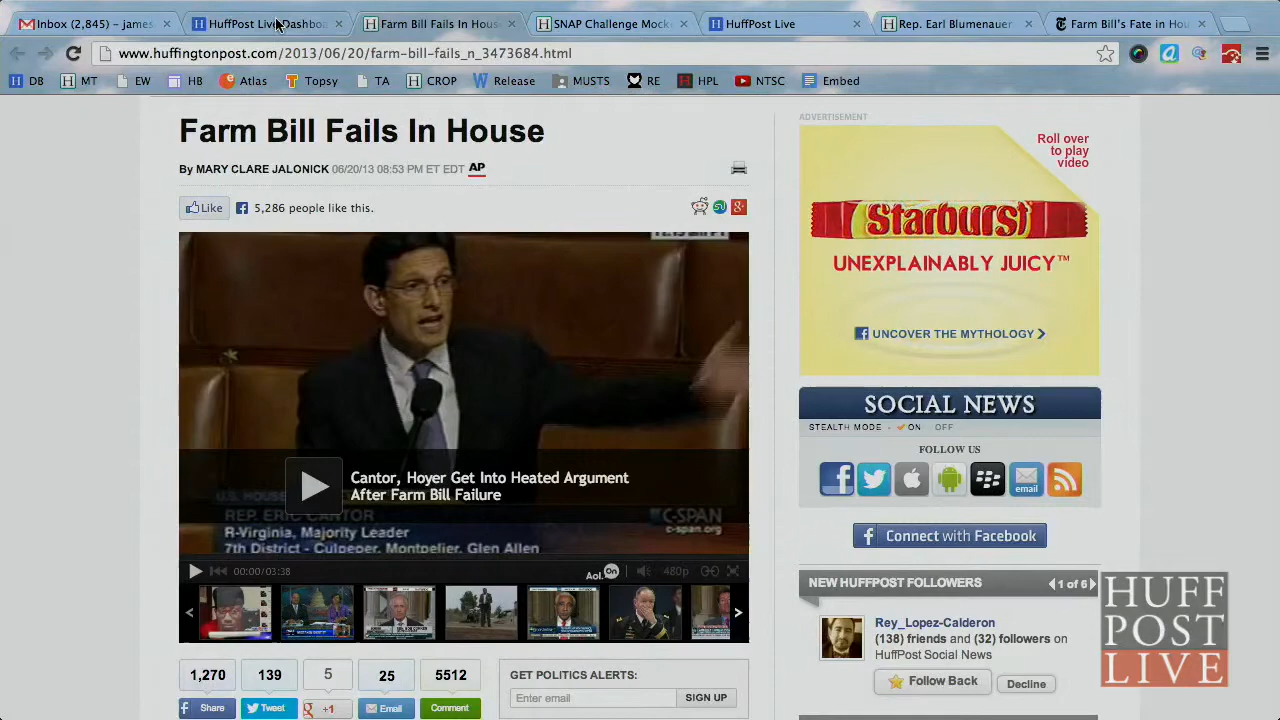 Inbox (2,845) – james
HuffPost Live Dashboa
Farm Bill Fails In Hous
SNAP Challenge Mock
HuffPost Live
Rep. Earl Blumenauer
Farm Bill's Fate in Hou
www.huffingtonpost.com/2013/06/20/farm-bill-fails_n_3473684.html
DB
MT
EW
HB
Atlas
Topsy
TA
CROP
Release
MUSTS
RE
HPL
NTSC
Embed
Farm Bill Fails In House
By MARY CLARE JALONICK 06/20/13 08:53 PM ET EDT AP
Like
5,286 people like this.
Cantor, Hoyer Get Into Heated Argument
After Farm Bill Failure
U.S. HOUSE
REP. ERIC CANTOR
R-Virginia, Majority Leader
7th District - Culpeper, Montpelier, Glen Allen
C-SPAN
c-span.org
00:00/03:38
Aol. On
480p
1,270
139
5
25
5512
Share
Tweet
+1
Email
Comment
GET POLITICS ALERTS:
Enter email
SIGN UP
ADVERTISEMENT
Roll over
to play
video
Starburst
UNEXPLAINABLY JUICY™
UNCOVER THE MYTHOLOGY
SOCIAL NEWS
STEALTH MODE - ON OFF
FOLLOW US
email
Connect with Facebook
NEW HUFFPOST FOLLOWERS
1 of 6
Rey_Lopez-Calderon
(138) friends and (32) followers on
HuffPost Social News
Follow Back
Decline
HUFF
POST
LIVE